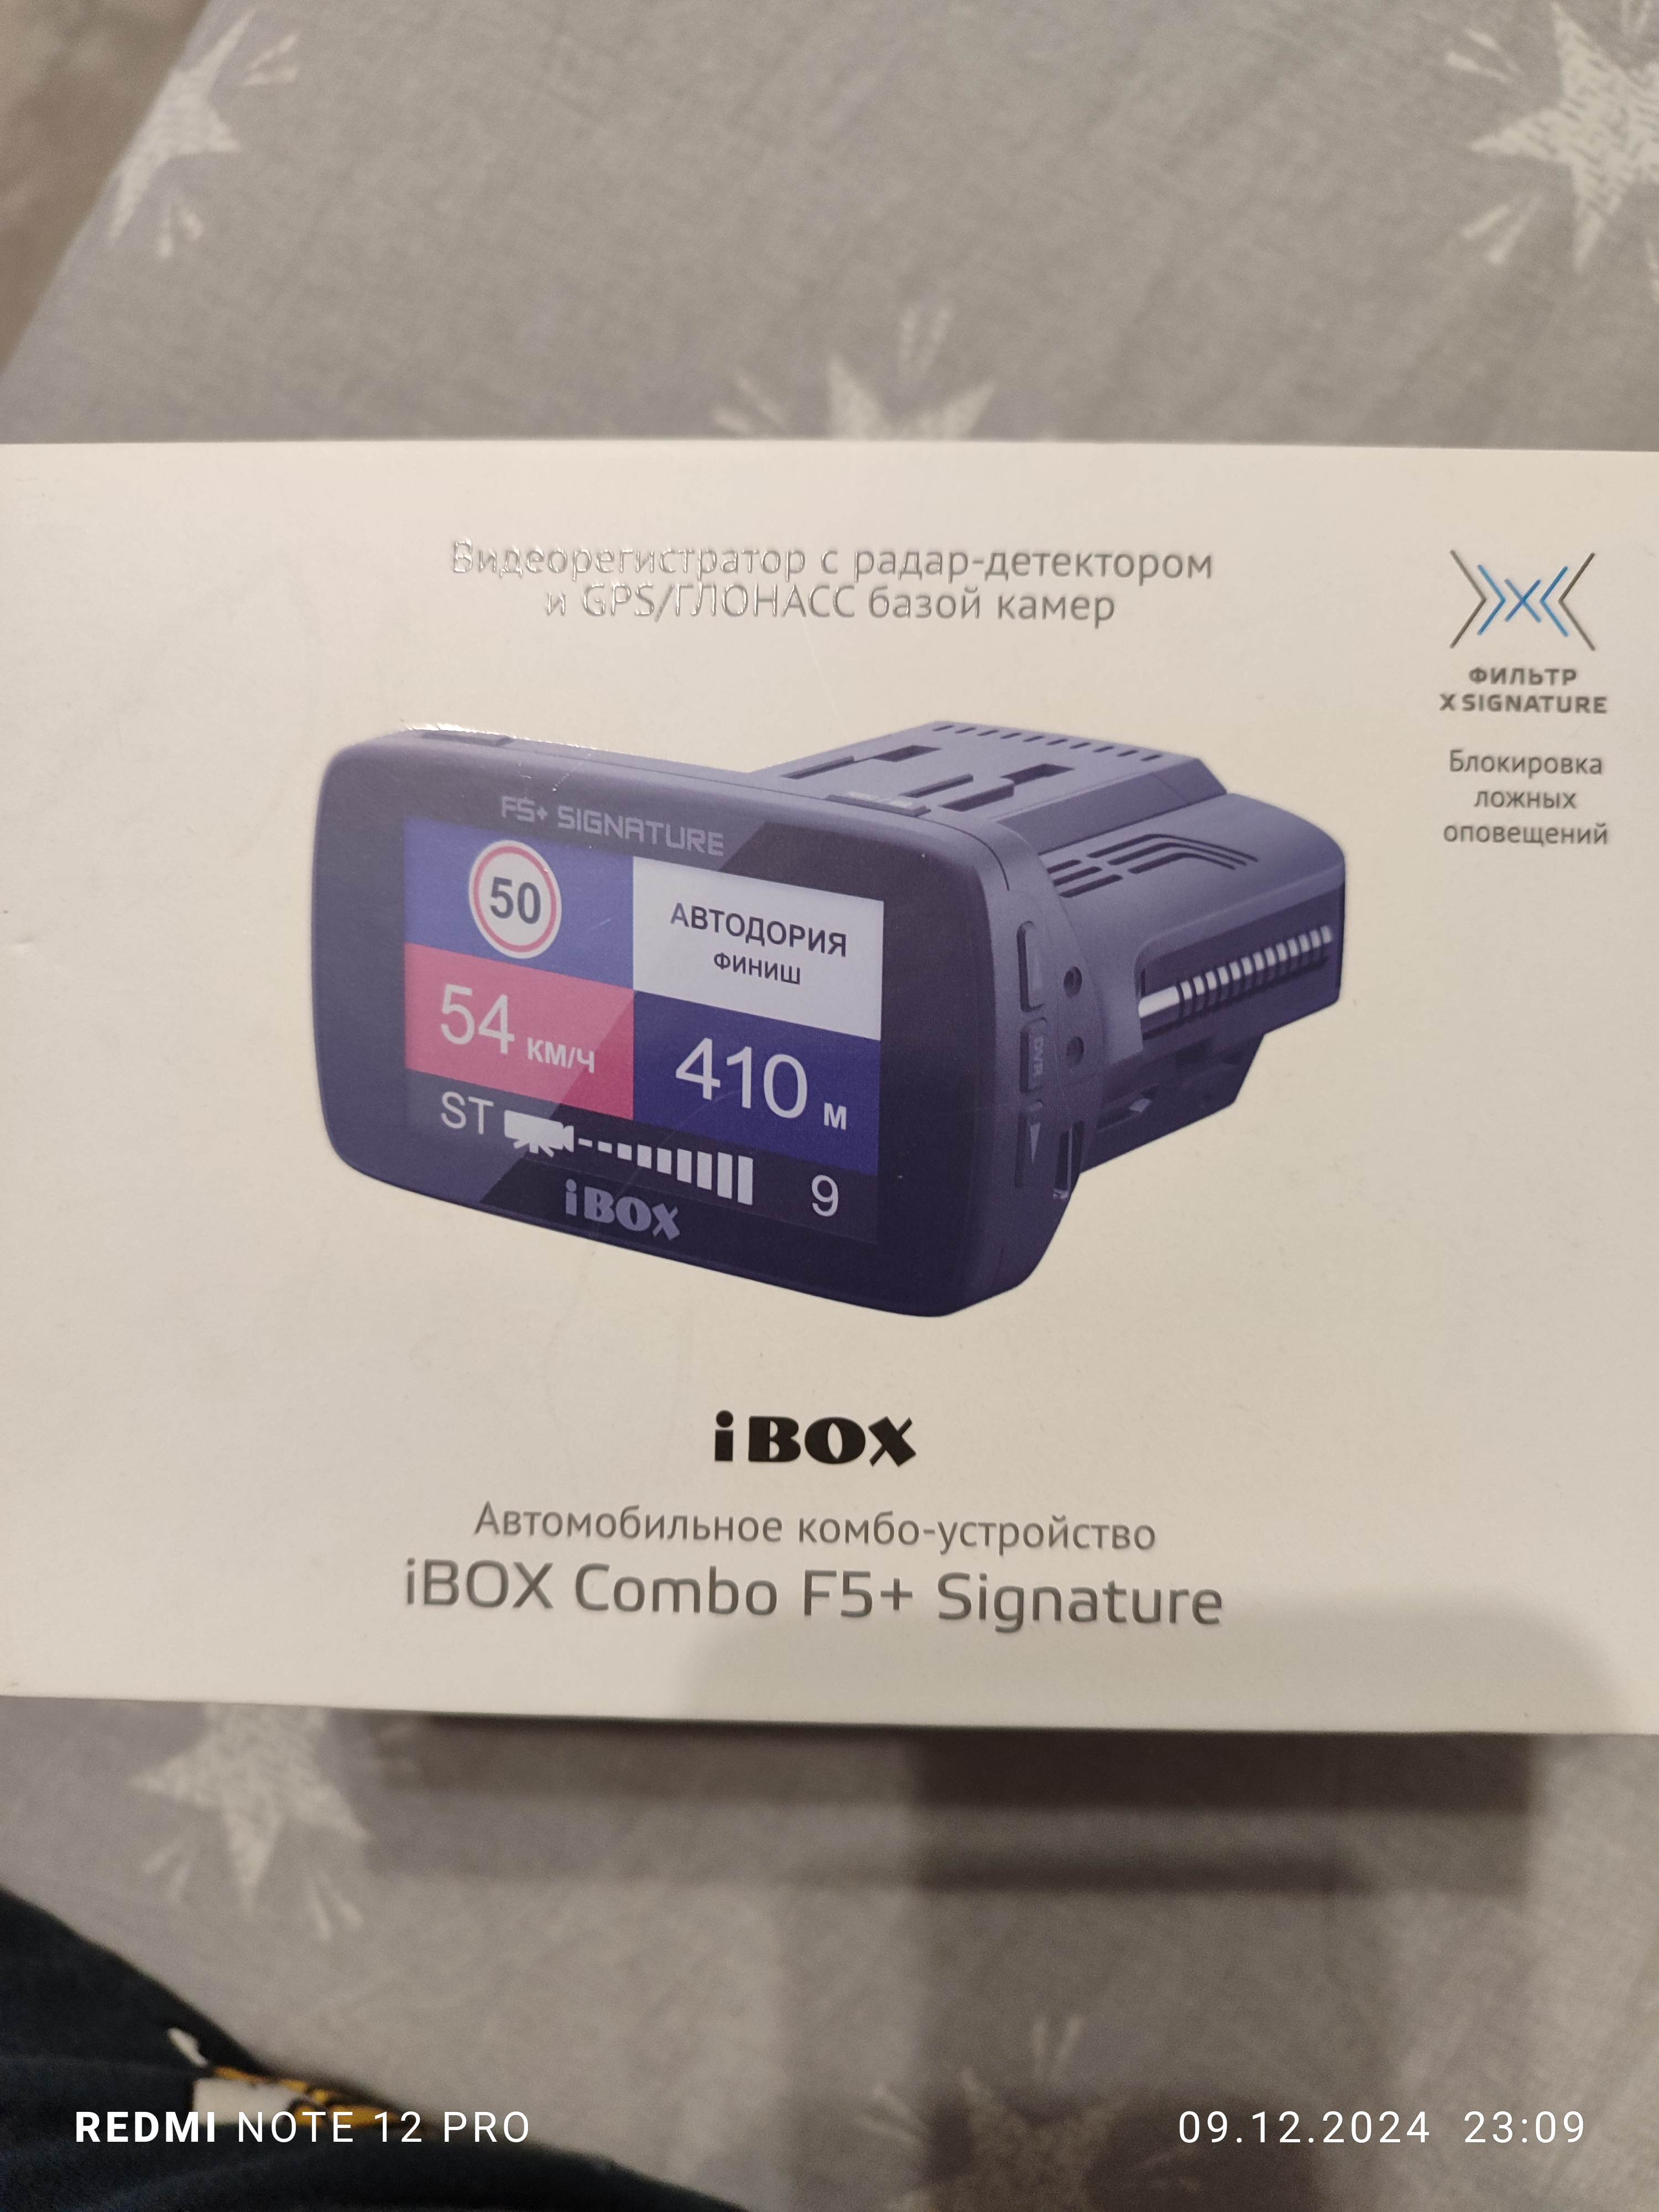 Видеорегистратор с радар-детектором
и GPS/ГЛОНАСС базой камер
ФИЛЬТР
X SIGNATURE
Блокировка
ложных
оповещений
F5+ SIGNATURE
50
АВТОДОРИЯ
ФИНИШ
54 КМ/Ч
410 М
ST
9
iBOX
DVR
iBOX
Автомобильное комбо-устройство
iBOX Combo F5+ Signature
REDMI NOTE 12 PRO
09.12.2024 23:09